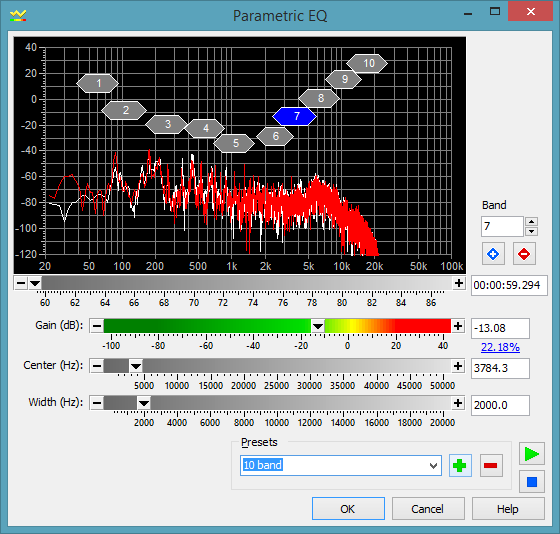 Parametric EQ
40
20
0
-20
-40
-60
-80
-100
-120
1 2 3 4 5 6 7 8 9 10
20 50 100 200 500 1k 2k 5k 10k 20k 50k 100k
Band
7
60 62 64 66 68 70 72 74 76 78 80 82 84 86
00:00:59.294
Gain (dB):
-100 -80 -60 -40 -20 0 20 40
-13.08
22.18%
Center (Hz):
5000 10000 15000 20000 25000 30000 35000 40000 45000 50000
3784.3
Width (Hz):
2000 4000 6000 8000 10000 12000 14000 16000 18000 20000
2000.0
Presets
10 band
OK Cancel Help